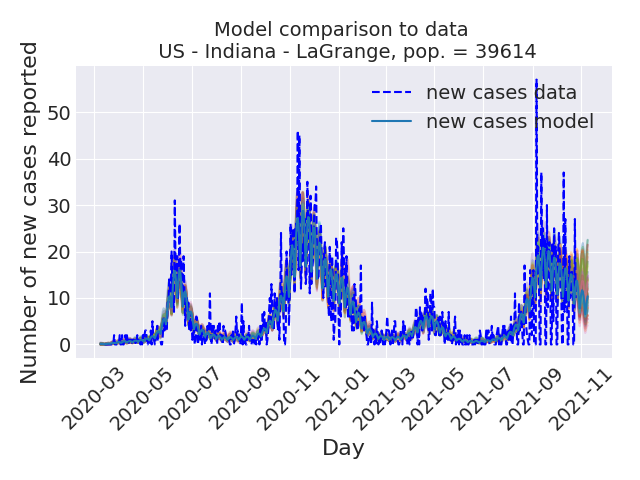 Model comparison to data
US - Indiana - LaGrange, pop. = 39614
Number of new cases reported
50
40
30
20
10
0
new cases data
new cases model
2020-03
2020-05
2020-07
2020-09
2020-11
2021-01
2021-03
2021-05
2021-07
2021-09
2021-11
Day